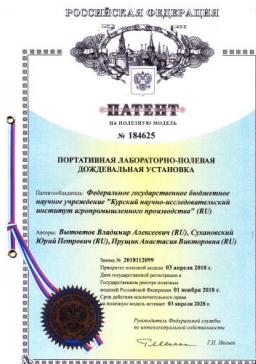 РОССИЙСКАЯ ФЕДЕРАЦИЯ
ПАТЕНТ
НА ПОЛЕЗНУЮ МОДЕЛЬ
№ 184625
ПОРТАТИВНАЯ ЛАБОРАТОРНО-ПОЛЕВАЯ
ДОЖДЕВАЛЬНАЯ УСТАНОВКА
Патентообладатель: Федеральное государственное бюджетное
научное учреждение "Курский научно-исследовательский
институт агропромышленного производства" (RU)
Авторы: Вытовтов Владимир Алексеевич (RU), Сухановский
Юрий Петрович (RU), Прущик Анастасия Викторовна (RU)
Заявка № 2018112099
Приоритет полезной модели 03 апреля 2018 г.
Дата государственной регистрации в
Государственном реестре полезных
моделей Российской Федерации 01 ноября 2018 г.
Срок действия исключительного права
на полезную модель истекает 03 апреля 2028 г.
Руководитель Федеральной службы
по интеллектуальной собственности
Г.П. Ивлиев